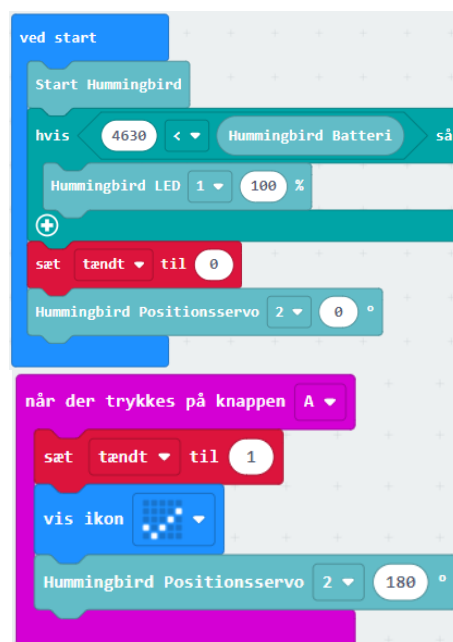 ved start
Start Hummingbird
hvis 4630 < Hummingbird Batteri så
Hummingbird LED 1 100 %
sæt tændt til 0
Hummingbird Positionsservo 2 0 °
når der trykkes på knappen A
sæt tændt til 1
vis ikon
Hummingbird Positionsservo 2 180 °